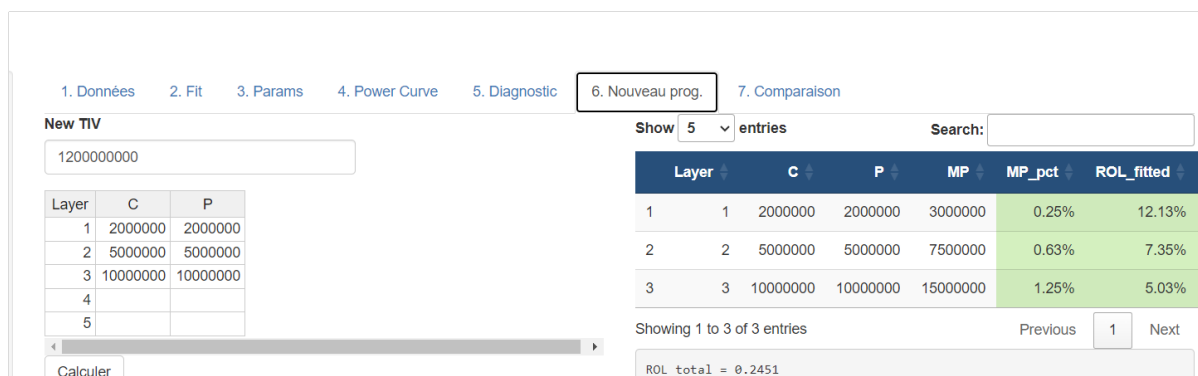 1. Données 2. Fit 3. Params 4. Power Curve 5. Diagnostic 6. Nouveau prog. 7. Comparaison
New TIV
1200000000
Layer C P
1 2000000 2000000
2 5000000 5000000
3 10000000 10000000
4
5
Calculer
Show 5 entries Search:
Layer C P MP MP_pct ROL_fitted
1 1 2000000 2000000 3000000 0.25% 12.13%
2 2 5000000 5000000 7500000 0.63% 7.35%
3 3 10000000 10000000 15000000 1.25% 5.03%
Showing 1 to 3 of 3 entries Previous 1 Next
ROL total = 0.2451